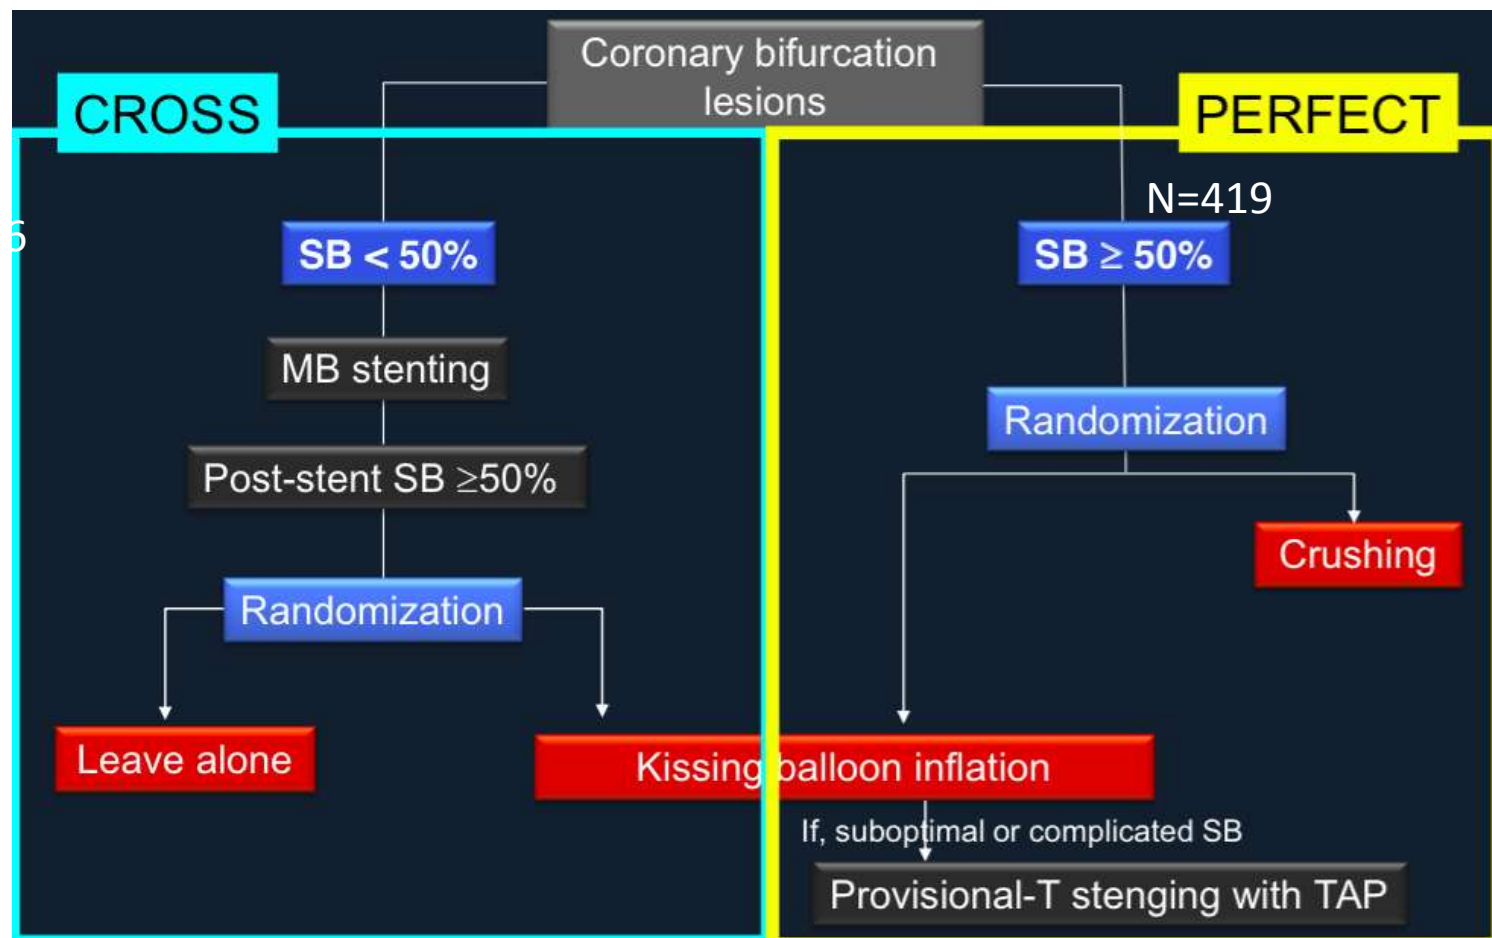 Coronary bifurcation
lesions
CROSS
PERFECT
N=419
6
SB < 50%
SB ≥ 50%
MB stenting
Randomization
Post-stent SB ≥50%
Crushing
Randomization
Leave alone
Kissing balloon inflation
If, suboptimal or complicated SB
Provisional-T stenging with TAP